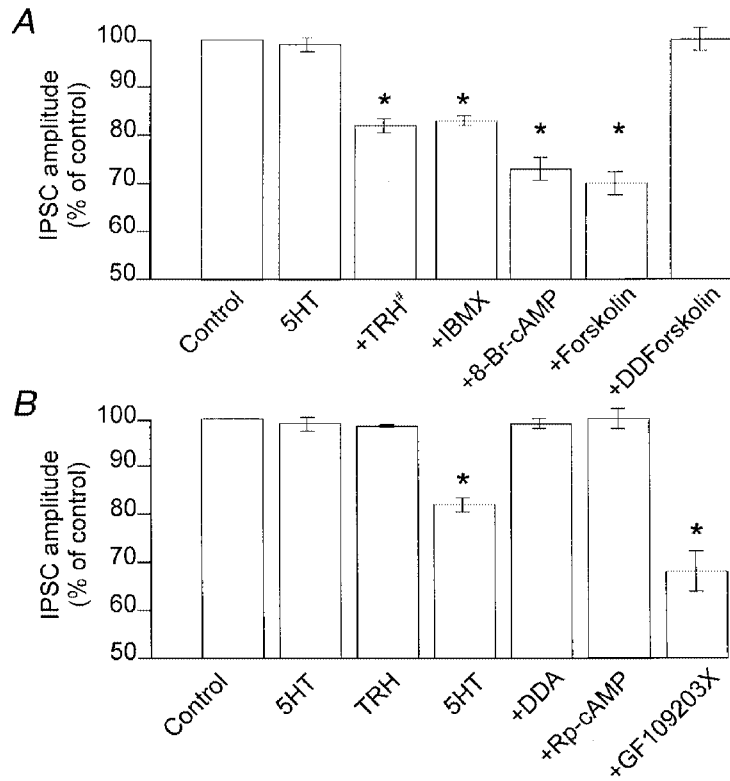 A
IPSC amplitude
(% of control)
100
90
80
70
60
50
*
*
*
*
Control
5HT
+TRH#
+IBMX
+8-Br-cAMP
+Forskolin
+DDForskolin
B
IPSC amplitude
(% of control)
100
90
80
70
60
50
*
*
Control
5HT
TRH
5HT
+DDA
+Rp-cAMP
+GF109203X